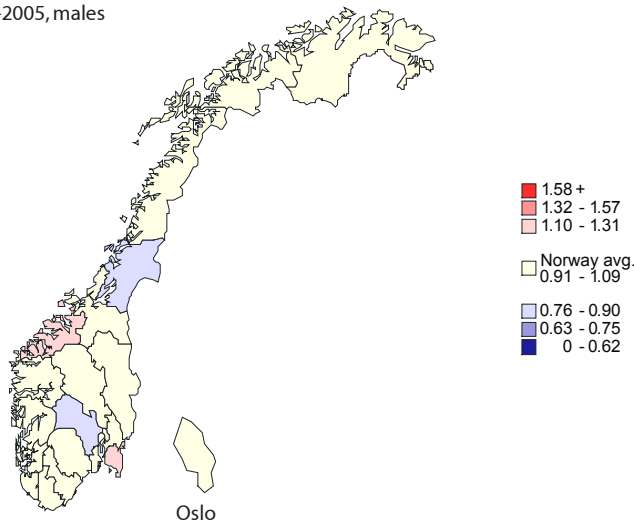 -2005, males
1.58 +
1.32 - 1.57
1.10 - 1.31
Norway avg.
0.91 - 1.09
0.76 - 0.90
0.63 - 0.75
0 - 0.62
Oslo